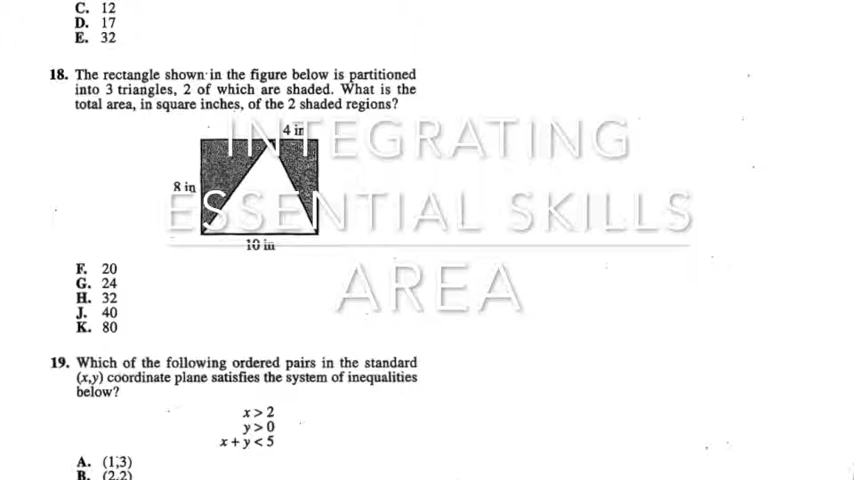 C. 12
D. 17
E. 32
18. The rectangle shown in the figure below is partitioned
into 3 triangles, 2 of which are shaded. What is the
total area, in square inches, of the 2 shaded regions?
4 in
8 in
10 in
F. 20
G. 24
H. 32
J. 40
K. 80
INTEGRATING
ESSENTIAL SKILLS
AREA
19. Which of the following ordered pairs in the standard
(x,y) coordinate plane satisfies the system of inequalities
below?
x > 2
y > 0
x + y < 5
A. (1,3)
B. (2,2)